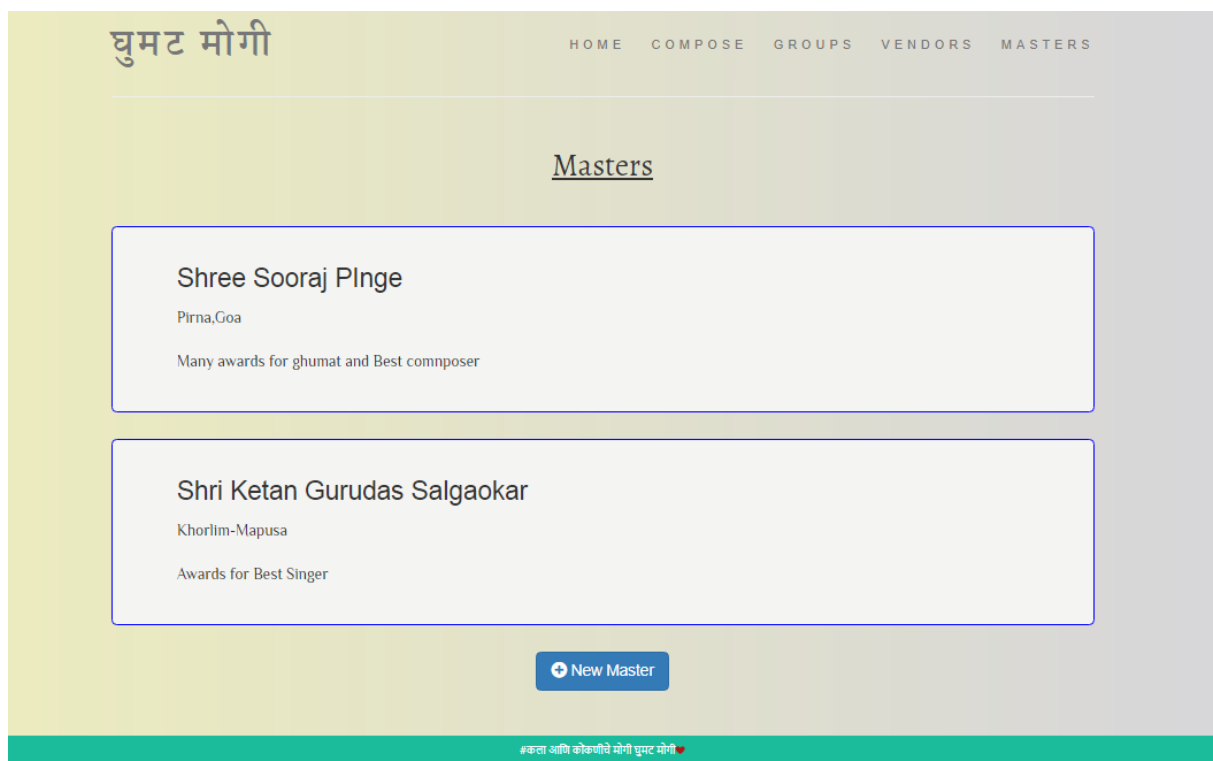 घुमट मोगी
HOME COMPOSE GROUPS VENDORS MASTERS
Masters
Shree Sooraj PInge
Pirna,Goa
Many awards for ghumat and Best comnposer
Shri Ketan Gurudas Salgaokar
Khorlim-Mapusa
Awards for Best Singer
New Master
#कला आणि कोकणीचे मोगी घुमट मोगी